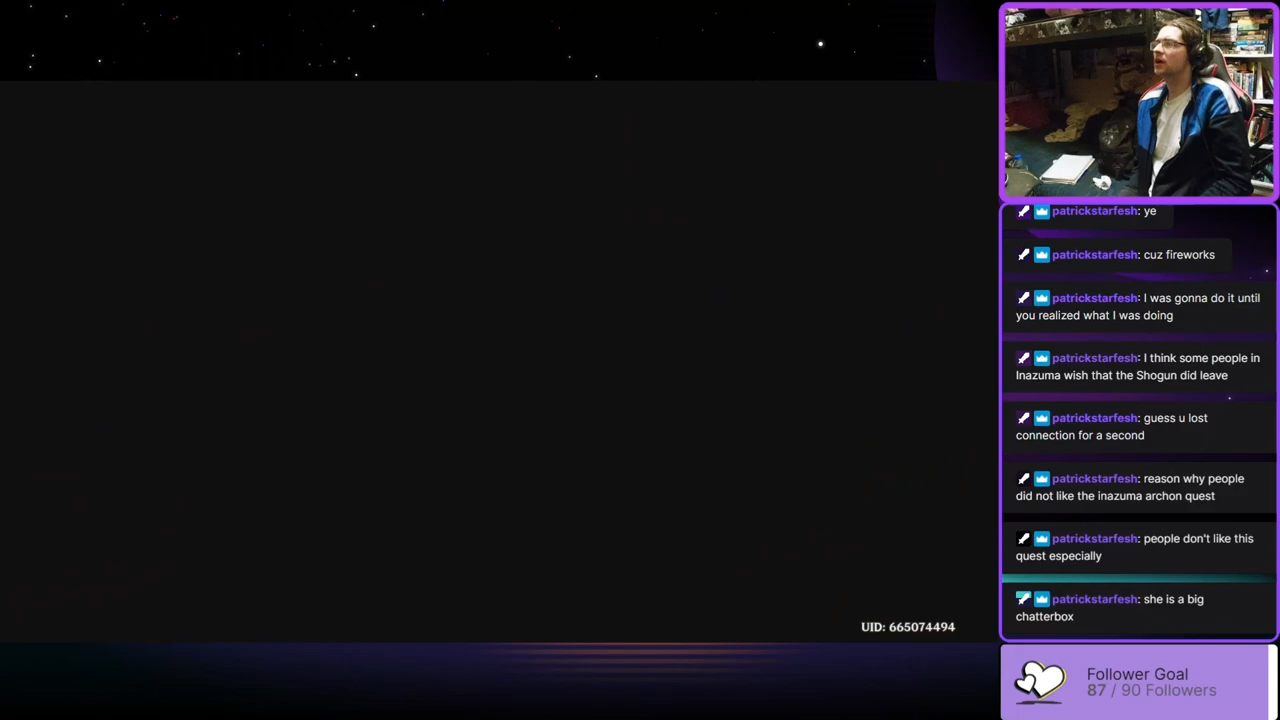 patrickstarfesh: ye
patrickstarfesh: cuz fireworks
patrickstarfesh: I was gonna do it until
you realized what I was doing
patrickstarfesh: I think some people in
Inazuma wish that the Shogun did leave
patrickstarfesh: guess u lost
connection for a second
patrickstarfesh: reason why people
did not like the inazuma archon quest
patrickstarfesh: people don't like this
quest especially
patrickstarfesh: she is a big
chatterbox
UID: 665074494
Follower Goal
87 / 90 Followers